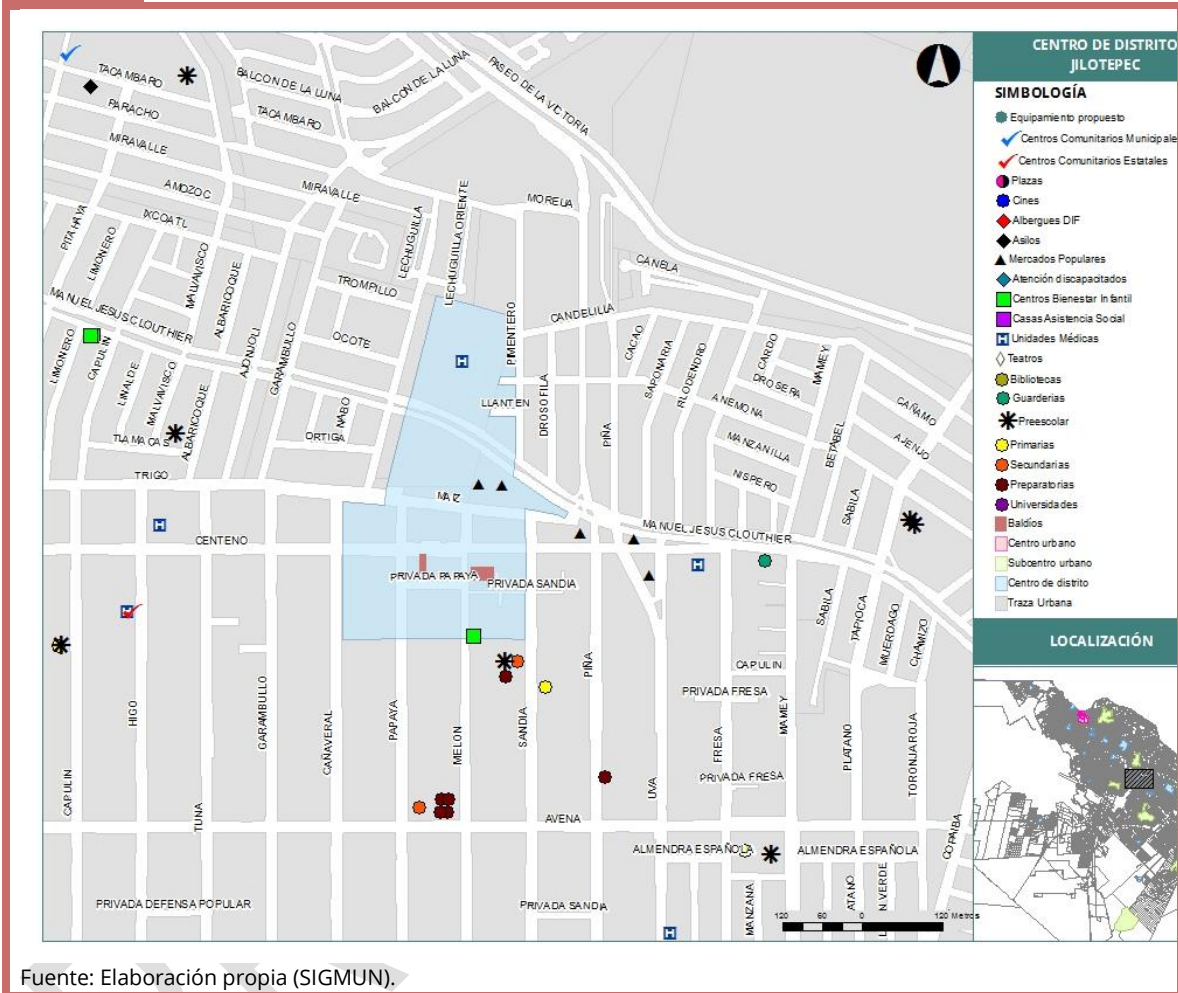 CENTRO DE DISTRITO
JILOTEPEC
SIMBOLOGÍA
Equipamiento propuesto
Centros Comunitarios Municipale
Centros Comunitarios Estatales
Plazas
Cines
Albergues DIF
Asilos
Mercados Populares
Atención discapacitados
Centros Bienestar Infantil
Casas Asistencia Social
Unidades Médicas
Teatros
Bibliotecas
Guarderias
Preescolar
Primarias
Secundarias
Preparatorias
Universidades
Baldíos
Centro urbano
Subcentro urbano
Centro de distrito
Traza Urbana
LOCALIZACIÓN
TACAMBARO
BALCON DE LA LUNA
BALCON DE LA LUNA
PASEO DE LA VICTORIA
PARACHO
TACAMBARO
MIRAVALLE
AMOZOC
MIRAVALLE
IXCOATL
PITAHAYA
LIMONERO
MALVAVISCO
ALBARICOQUE
LECHUGUILLA
LECHUGUILLA ORIENTE
MORELIA
CANELA
TROMPILLO
MANUEL JESUS CLOUTHIER
AJONJOLI
GARAMBULLO
OCOTE
PIMENTERO
CANDELILLA
LIMONERO
CAPULIN
LINALOE
MALVAVISCO
ALBARICOQUE
NABO
LLANTEN
DROSOFILA
PIÑA
CACAO
SAPONARIA
FILODENDRO
CARDO
DROSERA
MAMEY
ANEMONA
CAÑAMO
AJENJO
TLAMACAS
ORTIGA
MANZANILLA
BETABEL
NISPERO
SABILA
TRIGO
MAIZ
MANUEL JESUS CLOUTHIER
CENTENO
PRIVADA PAPAYA
PRIVADA SANDIA
SABILA
TAPIOCA
MUERDAGO
CHAMIZO
CAPULIN
HIGO
TUNA
GARAMBULLO
CAÑAVERAL
PAPAYA
MELON
SANDIA
PIÑA
UVA
FRESA
CAPULIN
PRIVADA FRESA
MAMEY
PLATANO
TORONJA ROJA
PRIVADA FRESA
AVENA
ALMENDRA ESPAÑOLA
ALMENDRA ESPAÑOLA
COPAIBA
PRIVADA DEFENSA POPULAR
PRIVADA SANDIA
MANZANA
ATANO
N VERDE
120 60 0 120 Metros
Fuente: Elaboración propia (SIGMUN).